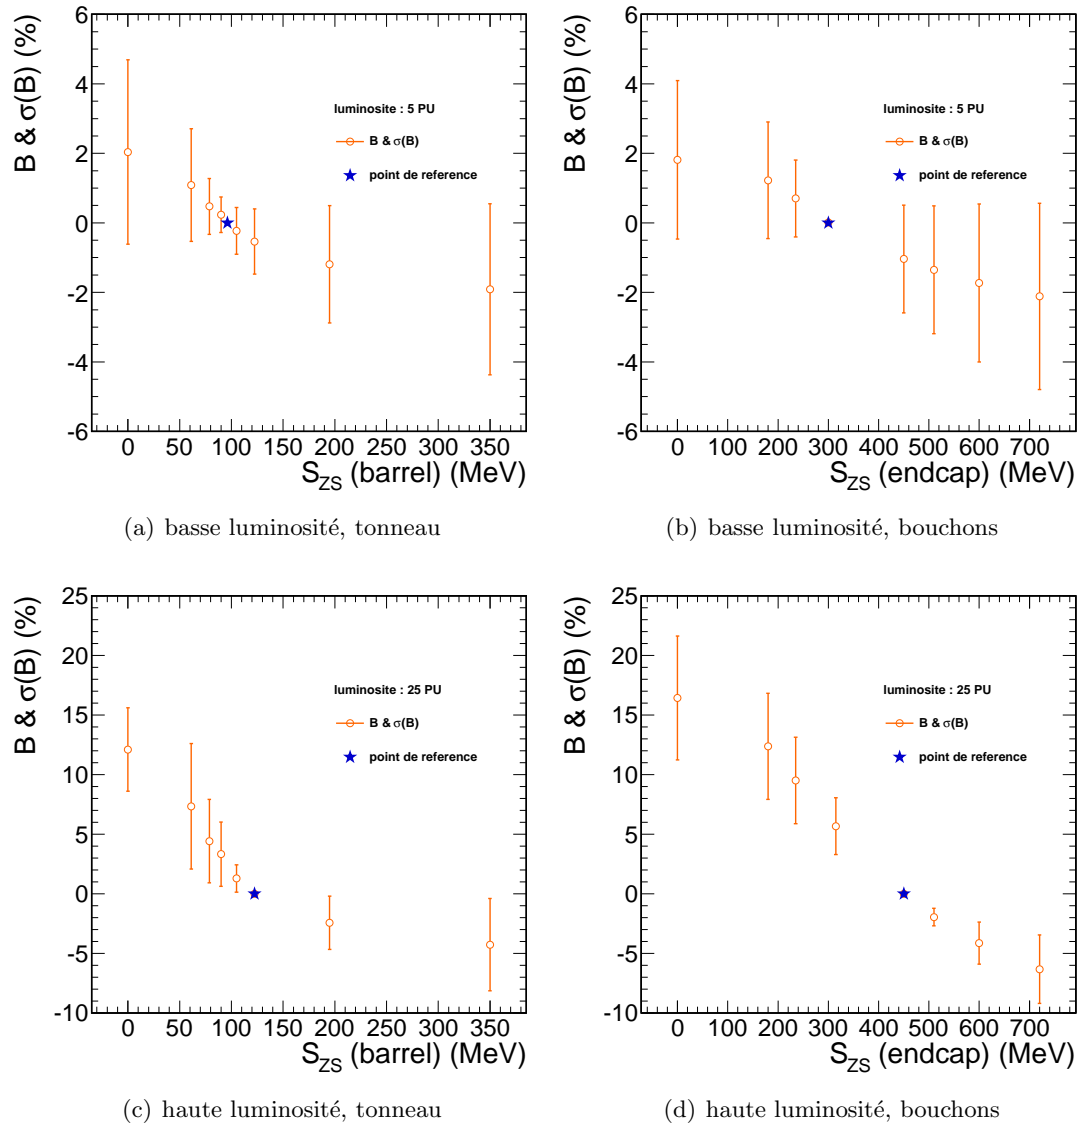 B & σ(B) (%)
6
4
2
0
-2
-4
-6
luminosite : 5 PU
B & σ(B)
point de reference
0 50 100 150 200 250 300 350
S_ZS (barrel) (MeV)
(a) basse luminosité, tonneau
B & σ(B) (%)
6
4
2
0
-2
-4
-6
luminosite : 5 PU
B & σ(B)
point de reference
0 100 200 300 400 500 600 700
S_ZS (endcap) (MeV)
(b) basse luminosité, bouchons
B & σ(B) (%)
25
20
15
10
5
0
-5
-10
luminosite : 25 PU
B & σ(B)
point de reference
0 50 100 150 200 250 300 350
S_ZS (barrel) (MeV)
(c) haute luminosité, tonneau
B & σ(B) (%)
25
20
15
10
5
0
-5
-10
luminosite : 25 PU
B & σ(B)
point de reference
0 100 200 300 400 500 600 700
S_ZS (endcap) (MeV)
(d) haute luminosité, bouchons